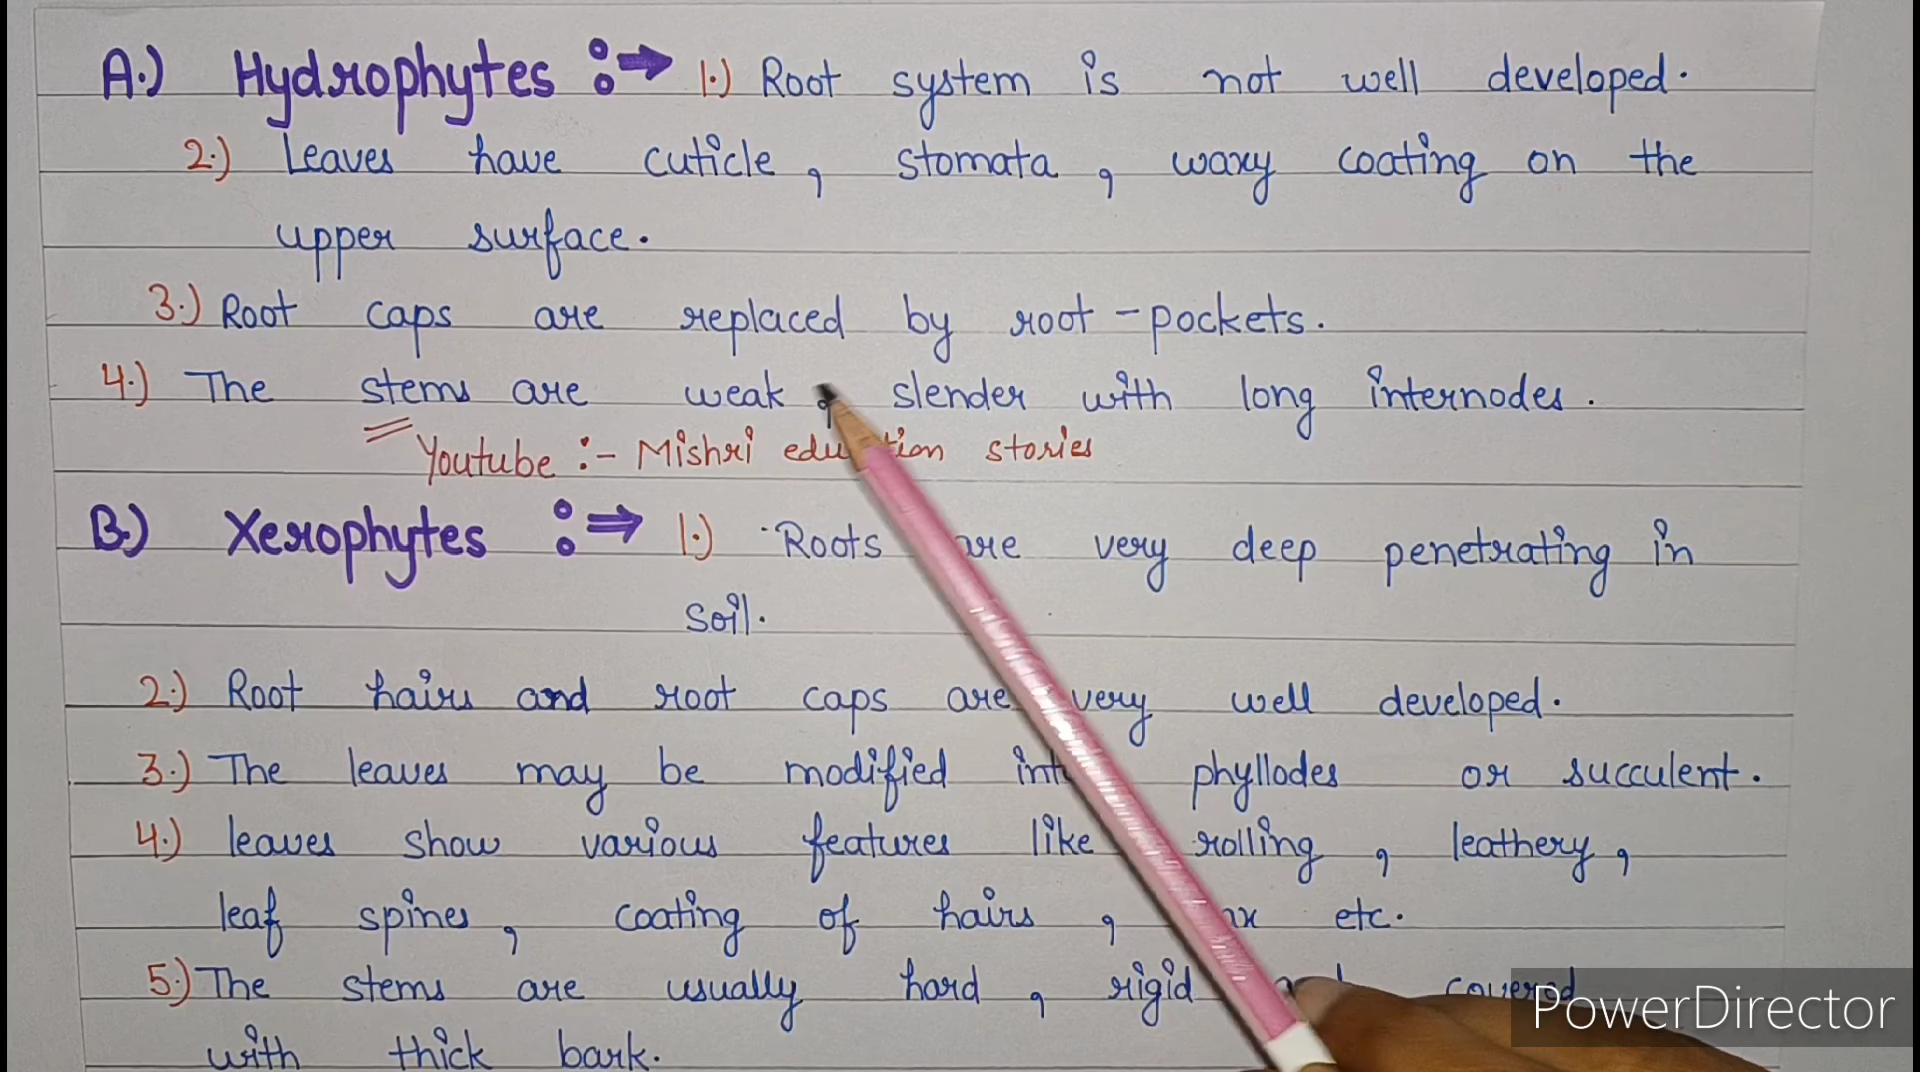 A.) Hydrophytes :→ 1.) Root system is not well developed.
2.) Leaves have cuticle, stomata, waxy coating on the
upper surface.
3.) Root caps are replaced by root-pockets.
4.) The stems are weak, slender with long internodes.
Youtube :- Mishri education stories
B.) Xerophytes :⇒ 1.) Roots are very deep penetrating in
soil.
2.) Root hairs and root caps are very well developed.
3.) The leaves may be modified into phyllodes or succulent.
4.) leaves show various features like rolling, leathery,
leaf spines, coating of hairs, etc.
5.) The stems are usually hard, rigid covered
with thick bark.
PowerDirector